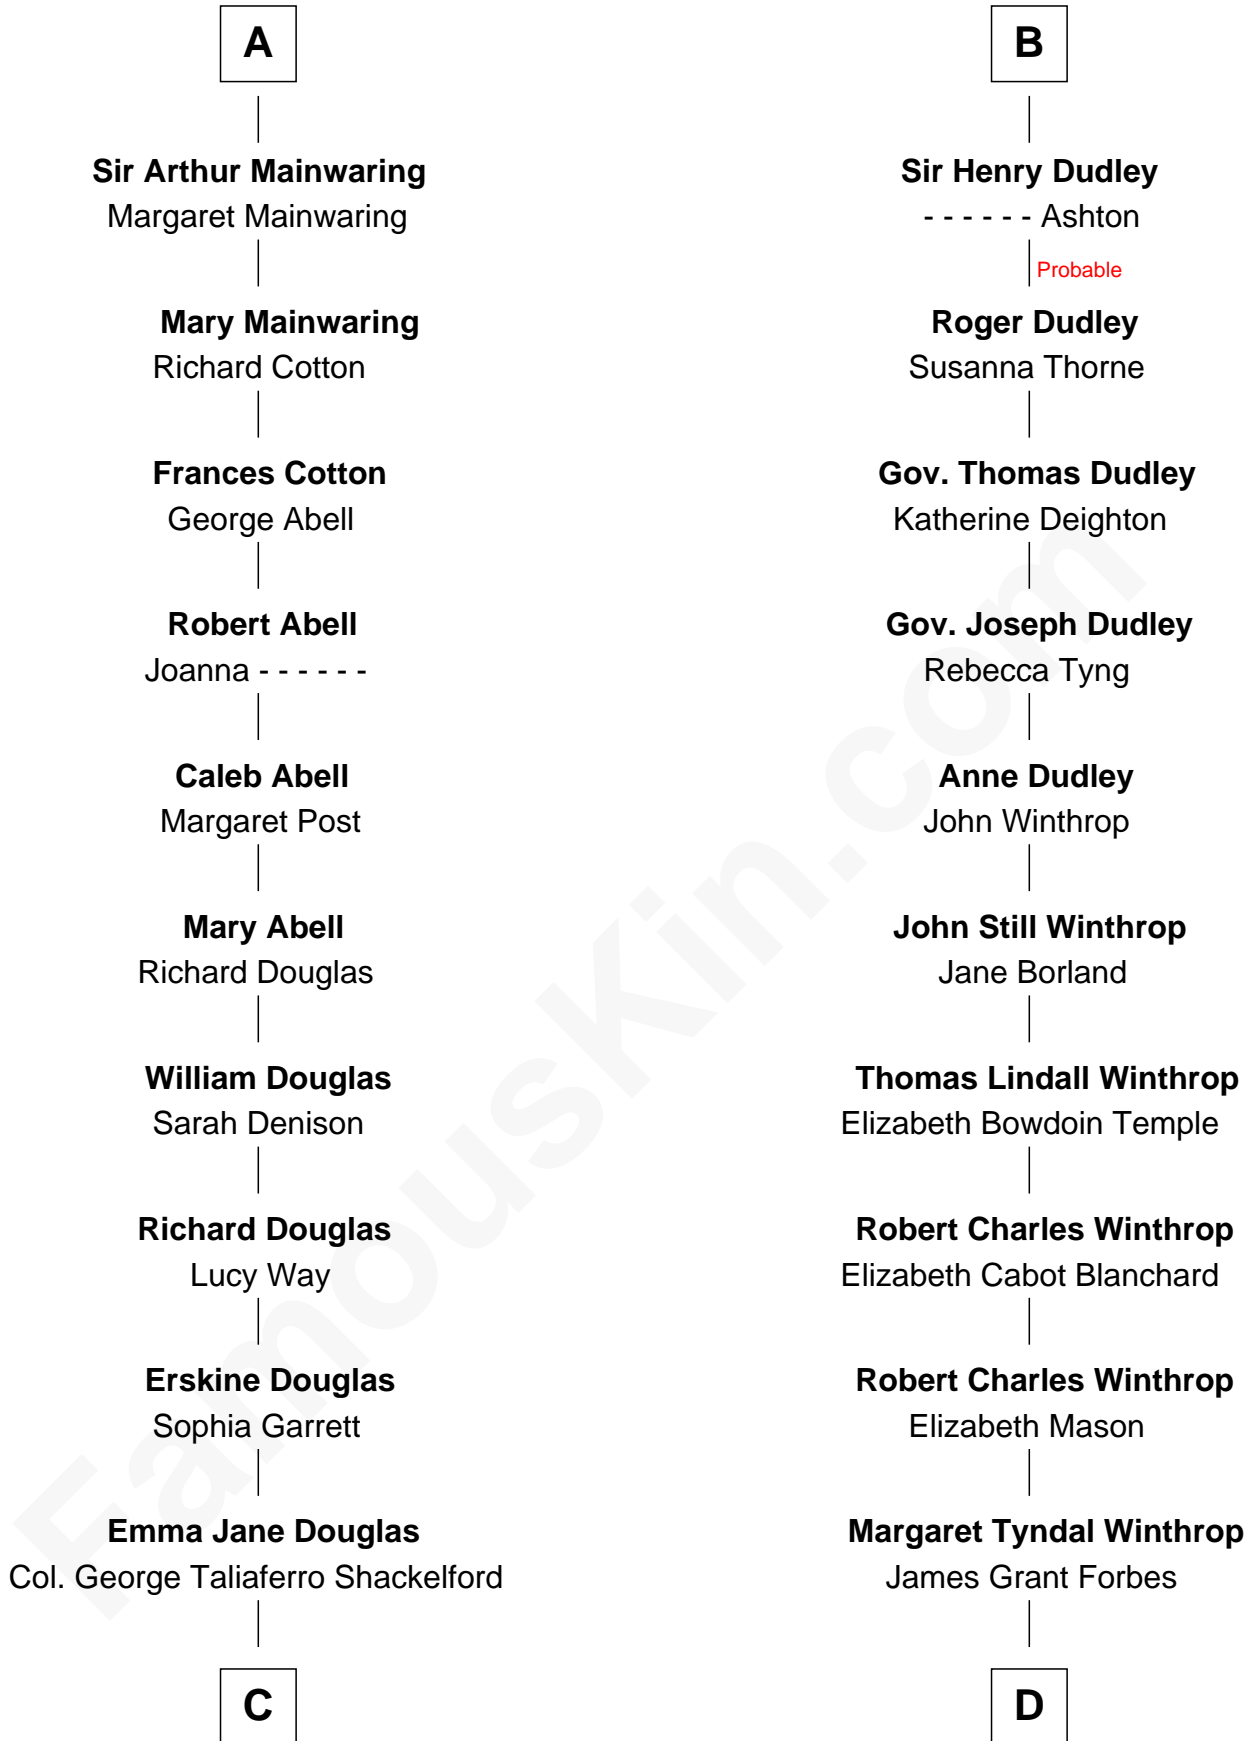 A
Sir Arthur Mainwaring
Margaret Mainwaring
Mary Mainwaring
Richard Cotton
Frances Cotton
George Abell
Robert Abell
Joanna - - - - - -
Caleb Abell
Margaret Post
Mary Abell
Richard Douglas
William Douglas
Sarah Denison
Richard Douglas
Lucy Way
Erskine Douglas
Sophia Garrett
Emma Jane Douglas
Col. George Taliaferro Shackelford
C
B
Sir Henry Dudley
- - - - - - Ashton
Probable
Roger Dudley
Susanna Thorne
Gov. Thomas Dudley
Katherine Deighton
Gov. Joseph Dudley
Rebecca Tyng
Anne Dudley
John Winthrop
John Still Winthrop
Jane Borland
Thomas Lindall Winthrop
Elizabeth Bowdoin Temple
Robert Charles Winthrop
Elizabeth Cabot Blanchard
Robert Charles Winthrop
Elizabeth Mason
Margaret Tyndal Winthrop
James Grant Forbes
D
FamousKin.com